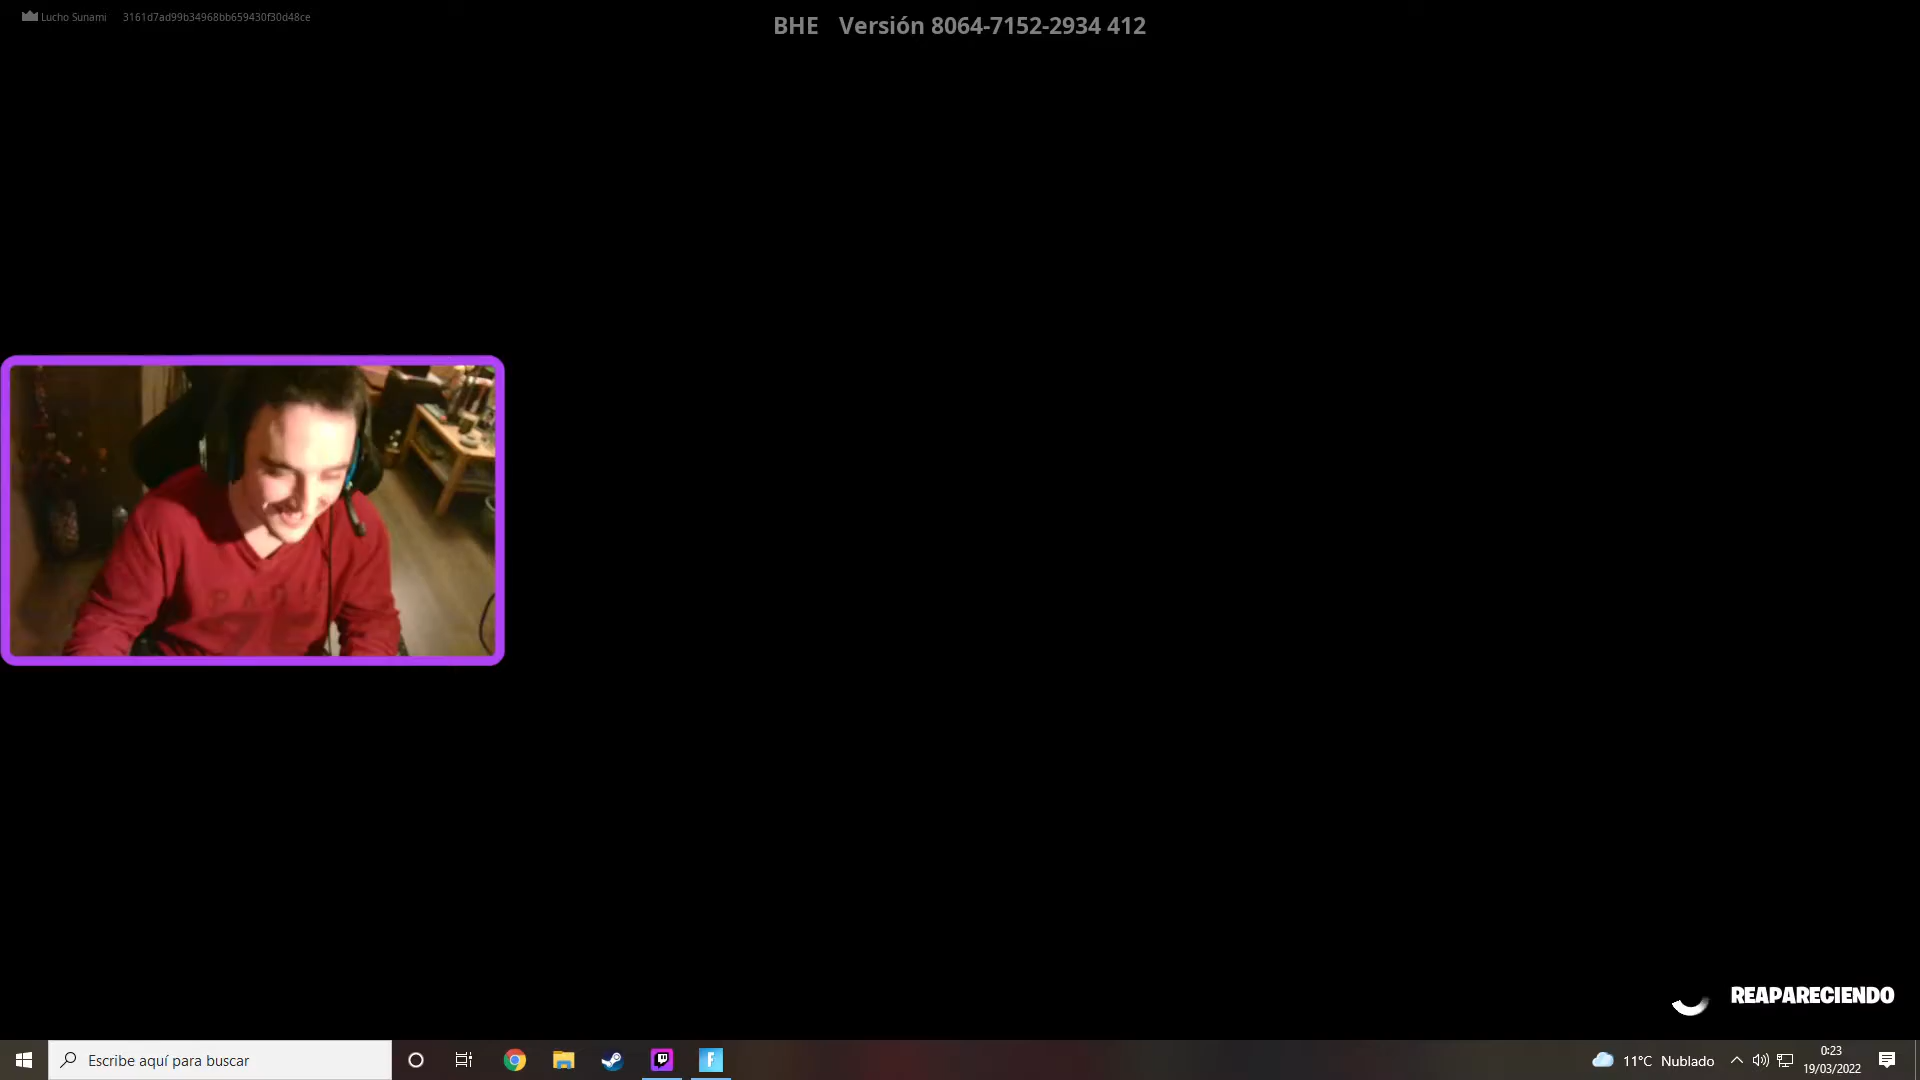 Lucho Sunami 3161d7ad99b34968bb659430f30d48ce
BHE Versión 8064-7152-2934 412
REAPARECIENDO
Escribe aquí para buscar
11°C Nublado
0:23
19/03/2022